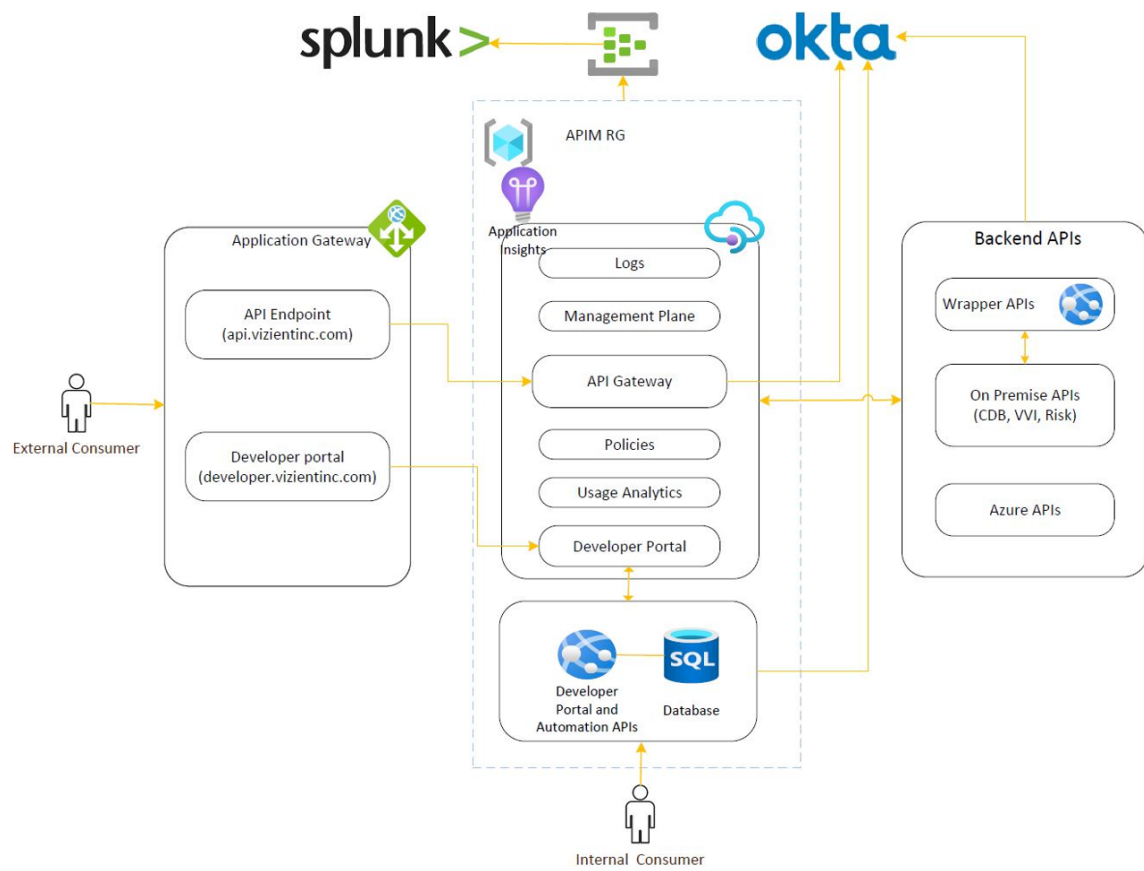 splunk>
okta
APIM RG
Application Gateway
Application
Insights
Backend APIs
Logs
API Endpoint
(api.vizientinc.com)
Management Plane
Wrapper APIs
API Gateway
On Premise APIs
(CDB, VVI, Risk)
External Consumer
Policies
Developer portal
(developer.vizientinc.com)
Usage Analytics
Azure APIs
Developer Portal
SQL
Developer
Portal and
Automation APIs
Database
Internal Consumer